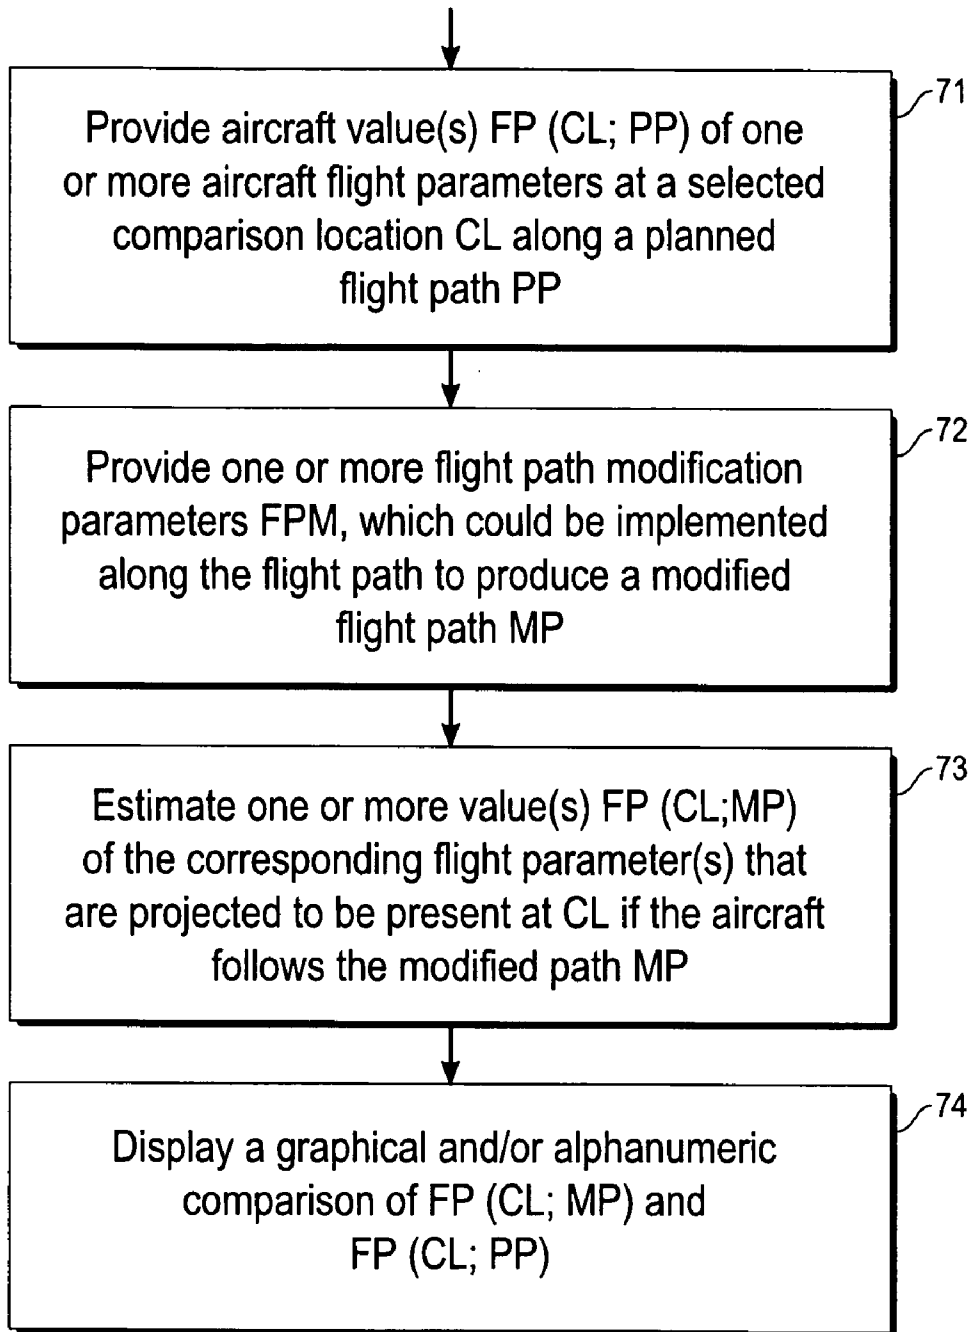 71
Provide aircraft value(s) FP (CL; PP) of one
or more aircraft flight parameters at a selected
comparison location CL along a planned
flight path PP
72
Provide one or more flight path modification
parameters FPM, which could be implemented
along the flight path to produce a modified
flight path MP
73
Estimate one or more value(s) FP (CL;MP)
of the corresponding flight parameter(s) that
are projected to be present at CL if the aircraft
follows the modified path MP
74
Display a graphical and/or alphanumeric
comparison of FP (CL; MP) and
FP (CL; PP)